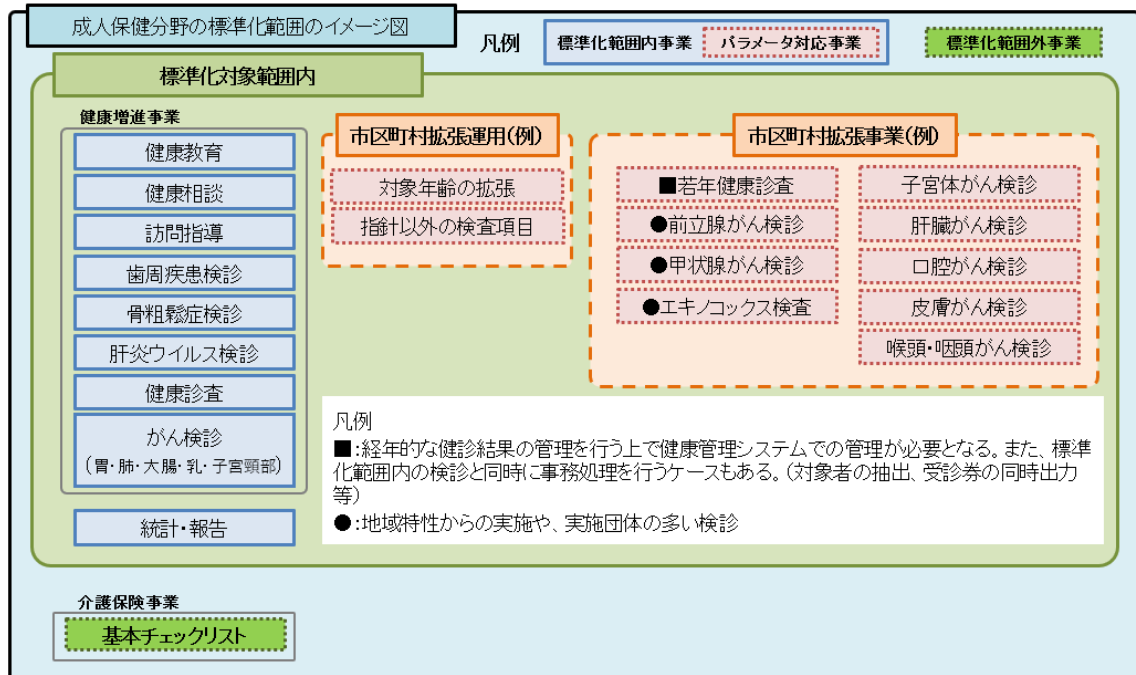 成人保健分野の標準化範囲のイメージ図
凡例
標準化範囲内事業
パラメータ対応事業
標準化範囲外事業
標準化対象範囲内
健康増進事業
健康教育
健康相談
訪問指導
歯周疾患検診
骨粗鬆症検診
肝炎ウイルス検診
健康診査
がん検診
(胃・肺・大腸・乳・子宮頸部)
統計・報告
市区町村拡張運用(例)
対象年齢の拡張
指針以外の検査項目
市区町村拡張事業(例)
■若年健康診査
●前立腺がん検診
●甲状腺がん検診
●エキノコックス検査
子宮体がん検診
肝臓がん検診
口腔がん検診
皮膚がん検診
喉頭・咽頭がん検診
凡例
■:経年的な健診結果の管理を行う上で健康管理システムでの管理が必要となる。また、標準
化範囲内の検診と同時に事務処理を行うケースもある。(対象者の抽出、受診券の同時出力
等)
●:地域特性からの実施や、実施団体の多い検診
介護保険事業
基本チェックリスト